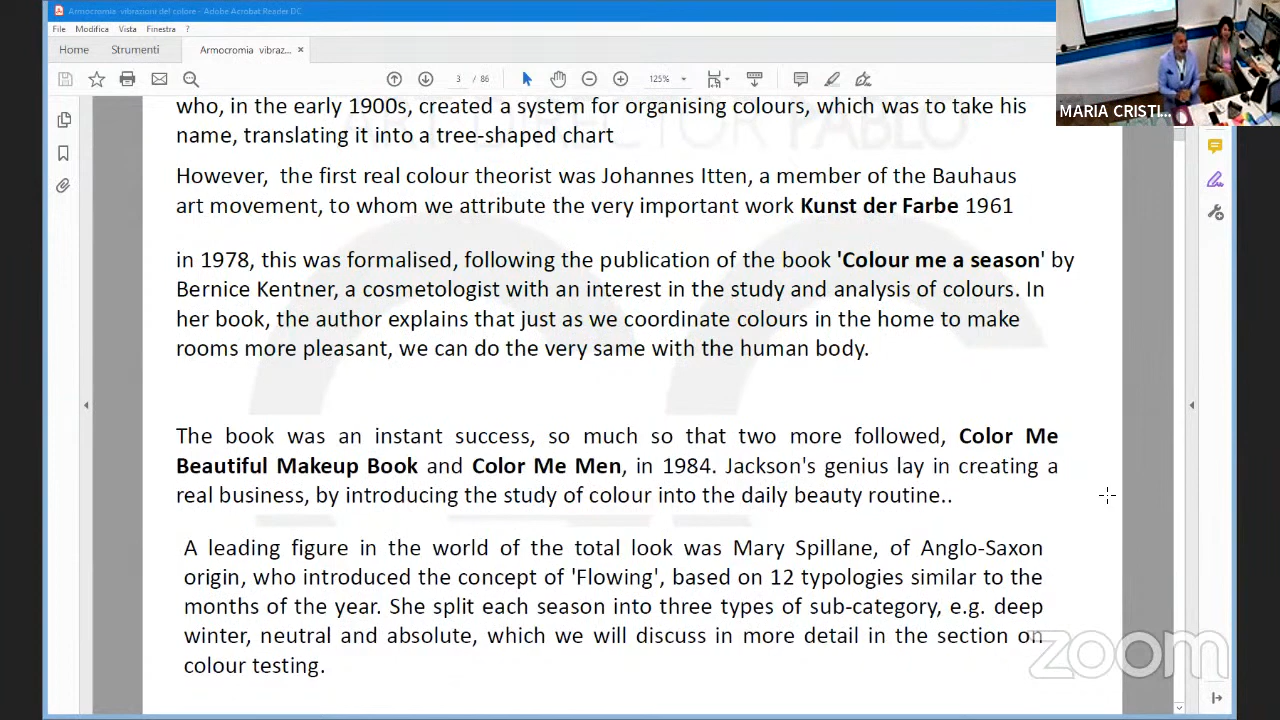 Armocromia vibrazioni del colore - Adobe Acrobat Reader DC
File Modifica Vista Finestra ?
Home Strumenti Armocromia vibraz... ×
3 / 86 125%
MARIA CRISTI...
who, in the early 1900s, created a system for organising colours, which was to take his
name, translating it into a tree-shaped chart
However, the first real colour theorist was Johannes Itten, a member of the Bauhaus
art movement, to whom we attribute the very important work Kunst der Farbe 1961
in 1978, this was formalised, following the publication of the book 'Colour me a season' by
Bernice Kentner, a cosmetologist with an interest in the study and analysis of colours. In
her book, the author explains that just as we coordinate colours in the home to make
rooms more pleasant, we can do the very same with the human body.
The book was an instant success, so much so that two more followed, Color Me
Beautiful Makeup Book and Color Me Men, in 1984. Jackson's genius lay in creating a
real business, by introducing the study of colour into the daily beauty routine..
A leading figure in the world of the total look was Mary Spillane, of Anglo-Saxon
origin, who introduced the concept of 'Flowing', based on 12 typologies similar to the
months of the year. She split each season into three types of sub-category, e.g. deep
winter, neutral and absolute, which we will discuss in more detail in the section on
colour testing.
zoom